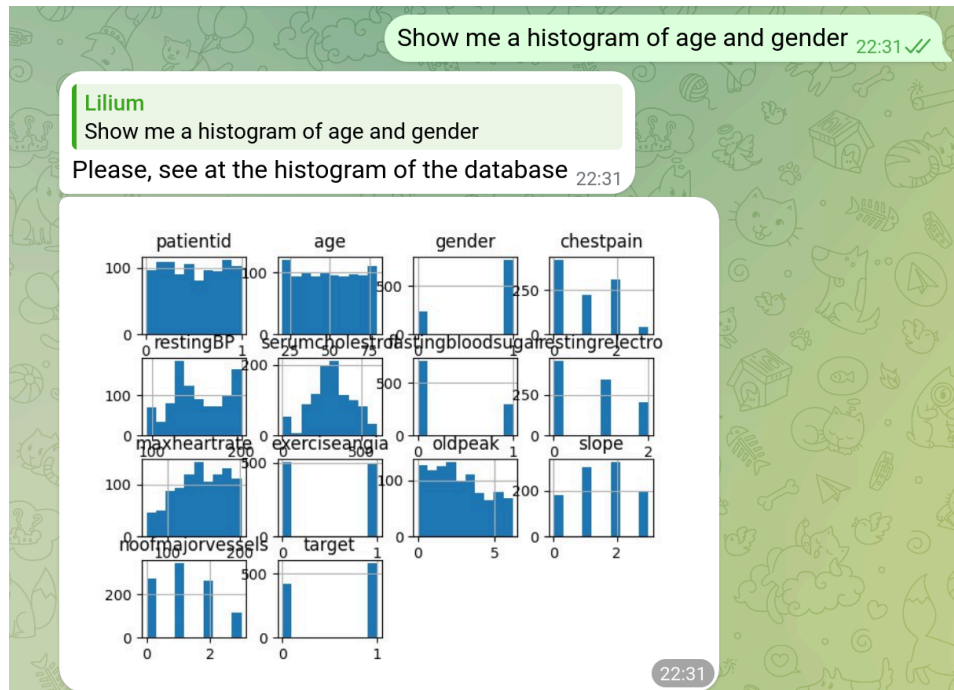 Show me a histogram of age and gender 22:31
Lilium
Show me a histogram of age and gender
Please, see at the histogram of the database 22:31
patientid age gender chestpain
100 100 500 250
0 0 0 0
0 1 25 50 75 0 1 0 2
restingBP serumcholestrol fastingbloodsugar restingrelectro
100 200 500 250
0 0 0 0
100 200 0 500 0 1 0 2
maxheartrate exerciseangia oldpeak slope
100 500 100 200
0 0 0 0
100 200 0 1 0 5 0 2
noofmajorvessels target
200 500
0 0
0 2 0 1
22:31